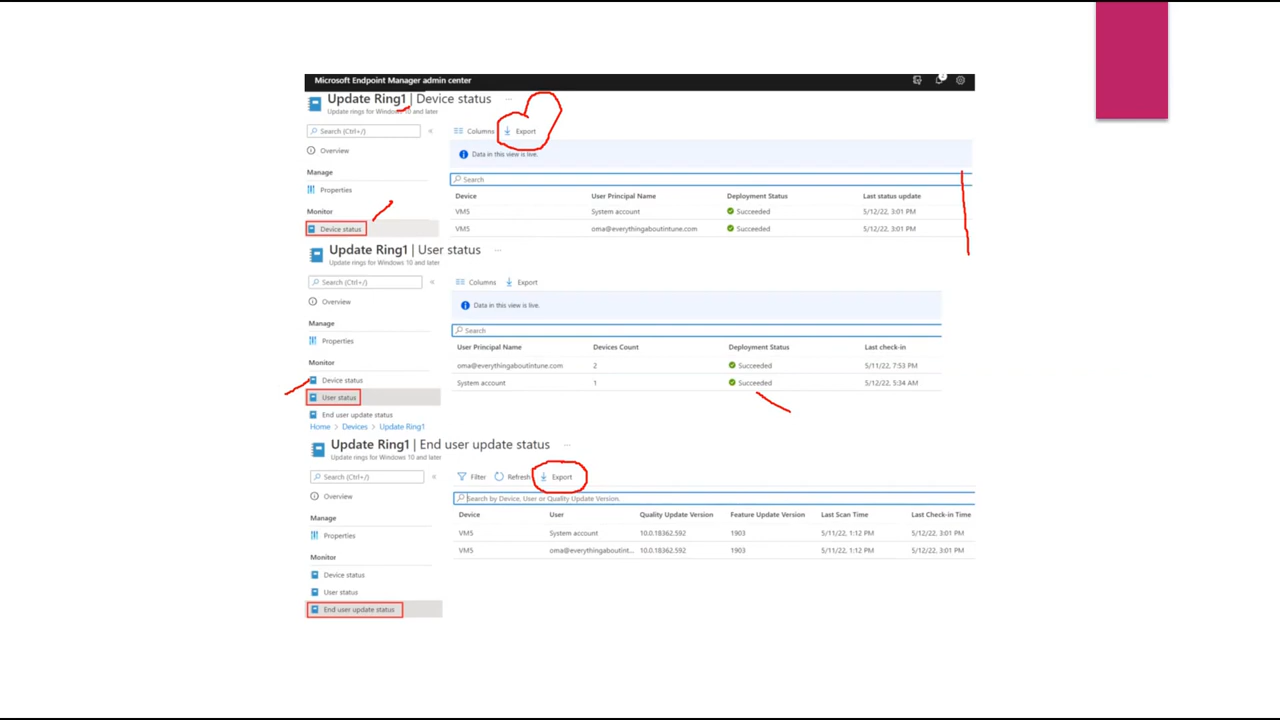 Microsoft Endpoint Manager admin center
Update Ring1 | Device status ...
Update rings for Windows 10 and later
Search (Ctrl+/) «
Columns Export
Overview
Data in this view is live.
Manage
Search
Properties
Device User Principal Name Deployment Status Last status update
Monitor
VM5 System account Succeeded 5/12/22, 3:01 PM
Device status
VM5 oma@everythingaboutintune.com Succeeded 5/12/22, 3:01 PM
Update Ring1 | User status ...
Update rings for Windows 10 and later
Search (Ctrl+/) «
Columns Export
Overview
Data in this view is live.
Manage
Search
Properties
User Principal Name Devices Count Deployment Status Last check-in
Monitor
oma@everythingaboutintune.com 2 Succeeded 5/11/22, 7:53 PM
Device status
System account 1 Succeeded 5/12/22, 5:34 AM
User status
End user update status
Home > Devices > Update Ring1
Update Ring1 | End user update status ...
Update rings for Windows 10 and later
Search (Ctrl+/) «
Filter Refresh Export
Overview
Search by Device, User or Quality Update Version.
Manage
Device User Quality Update Version Feature Update Version Last Scan Time Last Check-in Time
Properties
VM5 System account 10.0.18362.592 1903 5/11/22, 1:12 PM 5/12/22, 3:01 PM
Monitor
VM5 oma@everythingaboutint... 10.0.18362.592 1903 5/11/22, 1:12 PM 5/12/22, 3:01 PM
Device status
User status
End user update status